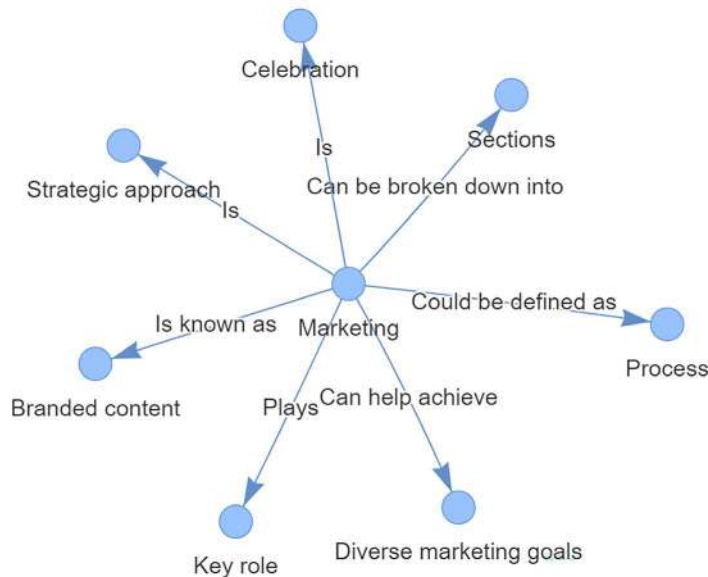 Celebration
Sections
Is
Can be broken down into
Strategic approach
Is
Could be defined as
Is known as
Marketing
Process
Branded content
Plays
Can help achieve
Key role
Diverse marketing goals